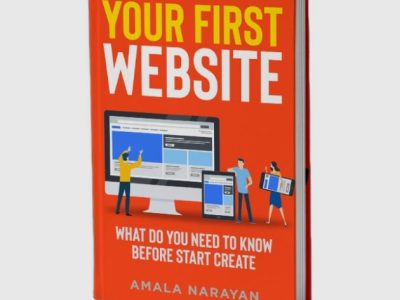 YOUR FIRST
WEBSITE
WHAT DO YOU NEED TO KNOW
BEFORE START CREATE
AMALA NARAYAN